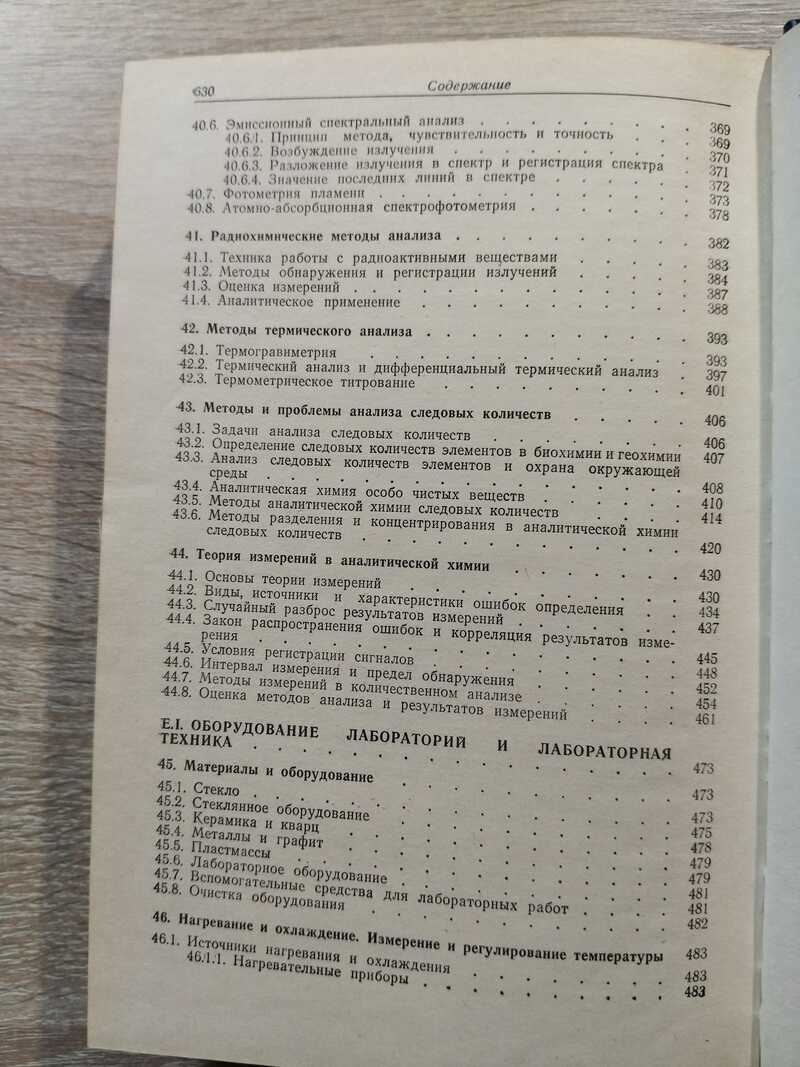 630 Содержание
40.6. Эмиссионный спектральный анализ . . . . . . . . 369
40.6.1. Принцип метода, чувствительность и точность . . . 369
40.6.2. Возбуждение излучения . . . . . . . . 370
40.6.3. Разложение излучения в спектр и регистрация спектра 371
40.6.4. Значение последних линий в спектре . . . . . . 372
40.7. Фотометрия пламени . . . . . . . . . . . 373
40.8. Атомно-абсорбционная спектрофотометрия . . . . . . 378
41. Радиохимические методы анализа . . . . . . . . . 382
41.1. Техника работы с радиоактивными веществами . . . . 383
41.2. Методы обнаружения и регистрации излучений . . . . 384
41.3. Оценка измерений . . . . . . . . . . . 387
41.4. Аналитическое применение . . . . . . . . . 388
42. Методы термического анализа . . . . . . . . . . 393
42.1. Термогравиметрия . . . . . . . . . . . 393
42.2. Термический анализ и дифференциальный термический анализ . 397
42.3. Термометрическое титрование . . . . . . . . 401
43. Методы и проблемы анализа следовых количеств . . . . . 406
43.1. Задачи анализа следовых количеств . . . . . . . 406
43.2. Определение следовых количеств элементов в биохимии и геохимии 407
43.3. Анализ следовых количеств элементов и охрана окружающей
среды . . . . . . . . . . . . . . 408
43.4. Аналитическая химия особо чистых веществ . . . . . 410
43.5. Методы аналитической химии следовых количеств . . . . 414
43.6. Методы разделения и концентрирования в аналитической химии
следовых количеств . . . . . . . . . . . 420
44. Теория измерений в аналитической химии . . . . . . . 430
44.1. Основы теории измерений . . . . . . . . . 430
44.2. Виды, источники и характеристики ошибок определения . . 434
44.3. Случайный разброс результатов измерений . . . . . . 437
44.4. Закон распространения ошибок и корреляция результатов изме-
рения . . . . . . . . . . . . . . 445
44.5. Условия регистрации сигналов . . . . . . . . 448
44.6. Интервал измерения и предел обнаружения . . . . . . 452
44.7. Методы измерений в количественном анализе . . . . . 454
44.8. Оценка методов анализа и результатов измерений . . . . 461
Е.I. ОБОРУДОВАНИЕ ЛАБОРАТОРИЙ И ЛАБОРАТОРНАЯ
ТЕХНИКА . . . . . . . . . . . . . . 473
45. Материалы и оборудование . . . . . . . . . . 473
45.1. Стекло . . . . . . . . . . . . . . 473
45.2. Стеклянное оборудование . . . . . . . . . 475
45.3. Керамика и кварц . . . . . . . . . . . 478
45.4. Металлы и графит . . . . . . . . . . . 479
45.5. Пластмассы . . . . . . . . . . . . . 479
45.6. Лабораторное оборудование . . . . . . . . . 481
45.7. Вспомогательные средства для лабораторных работ . . . . 481
45.8. Очистка оборудования . . . . . . . . . . 482
46. Нагревание и охлаждение. Измерение и регулирование температуры 483
46.1. Источники нагревания и охлаждения . . . . . . . 483
46.1.1. Нагревательные приборы . . . . . . . . 483